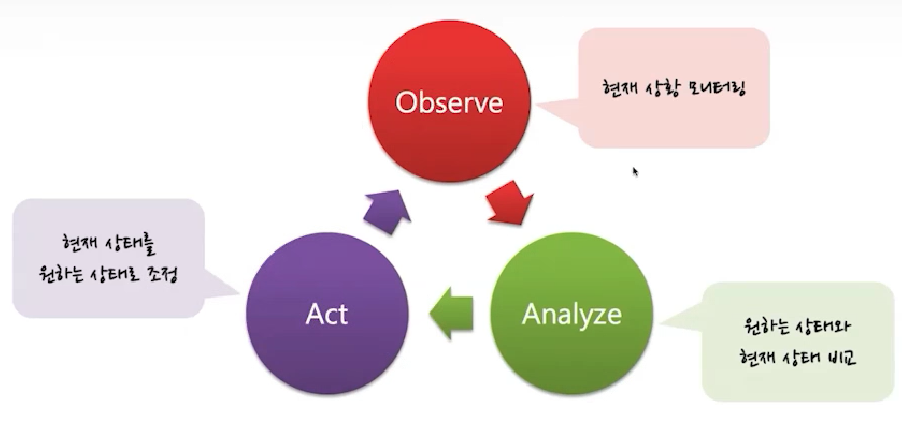 Observe
현재 상황 모니터링
현재 상태를
원하는 상태로 조정
Act
Analyze
원하는 상태와
현재 상태 비교